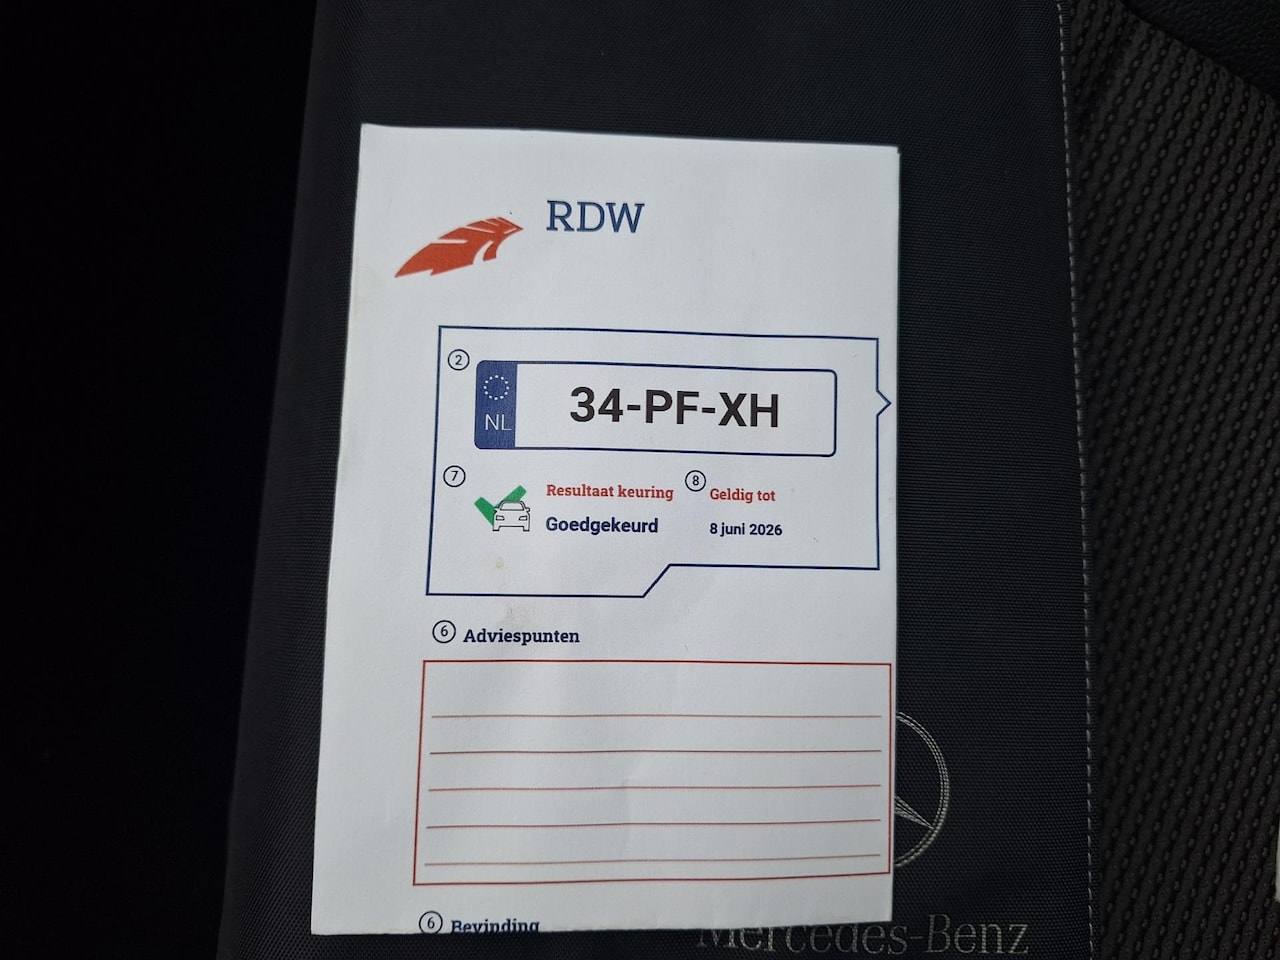 RDW
2
NL
34-PF-XH
7
Resultaat keuring
8
Geldig tot
Goedgekeurd
8 juni 2026
6
Adviespunten
6
Bevinding
Mercedes-Benz